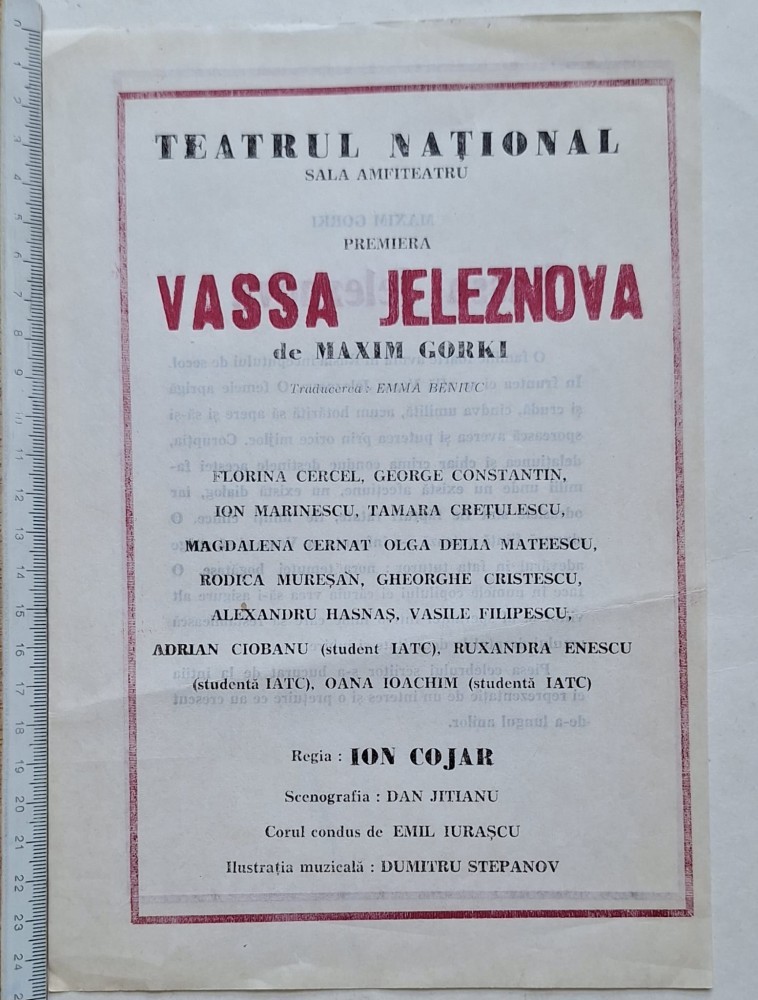 TEATRUL NAȚIONAL
SALA AMFITEATRU
PREMIERA
VASSA JELEZNOVA
de MAXIM GORKI
Traducerea : EMMA BENIUC
FLORINA CERCEL, GEORGE CONSTANTIN,
ION MARINESCU, TAMARA CREȚULESCU,
MAGDALENA CERNAT OLGA DELIA MATEESCU,
RODICA MUREȘAN, GHEORGHE CRISTESCU,
ALEXANDRU HASNAȘ, VASILE FILIPESCU,
ADRIAN CIOBANU (student IATC), RUXANDRA ENESCU
(studentă IATC), OANA IOACHIM (studentă IATC)
Regia : ION COJAR
Scenografia : DAN JITIANU
Corul condus de EMIL IURAȘCU
Ilustrația muzicală : DUMITRU STEPANOV